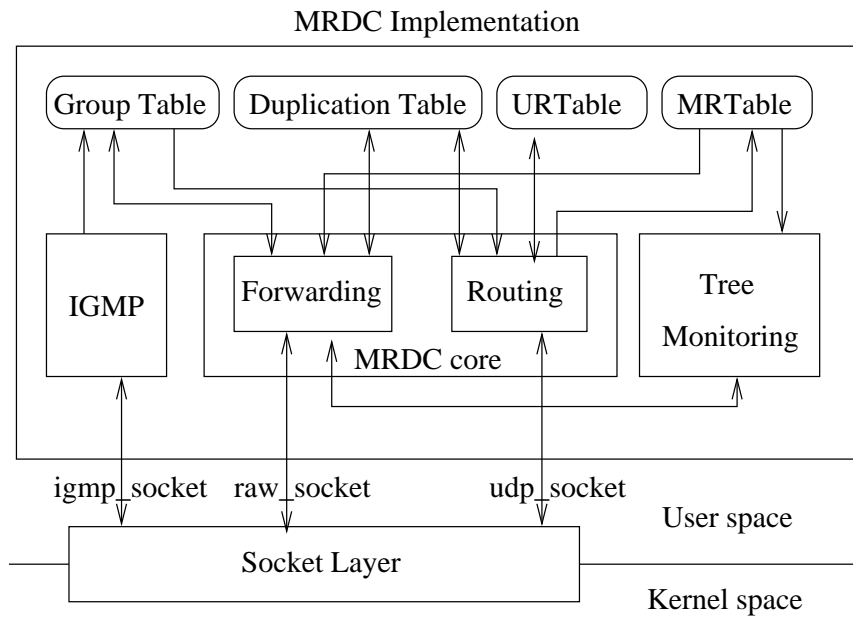 MRDC Implementation
Group Table
Duplication Table
URTable
MRTable
IGMP
Forwarding
Routing
Tree
Monitoring
MRDC core
igmp_socket
raw_socket
udp_socket
User space
Socket Layer
Kernel space